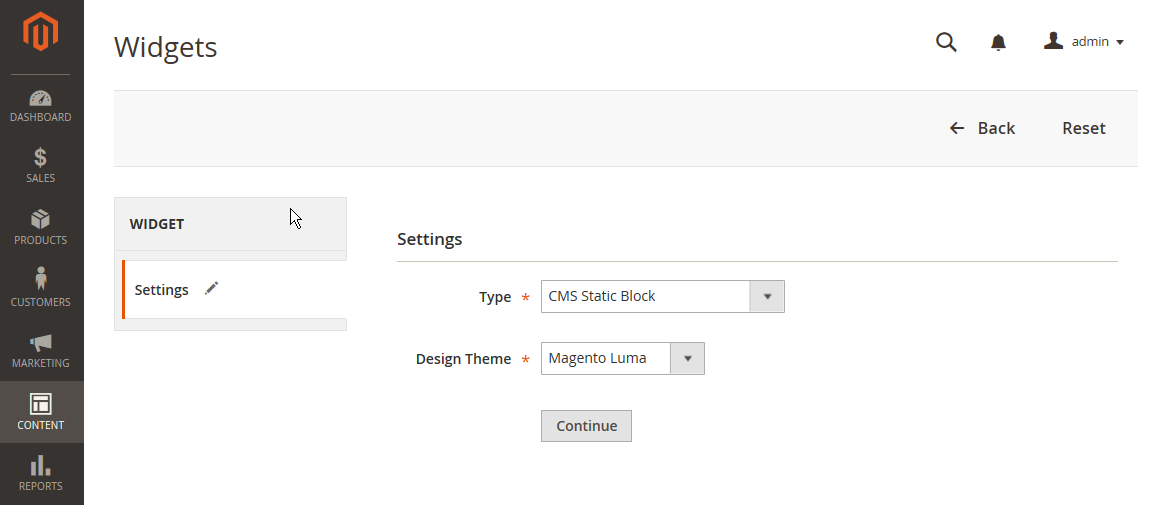 Widgets
admin
DASHBOARD
SALES
PRODUCTS
CUSTOMERS
MARKETING
CONTENT
REPORTS
Back
Reset
WIDGET
Settings
Settings
Type *
CMS Static Block
Design Theme *
Magento Luma
Continue